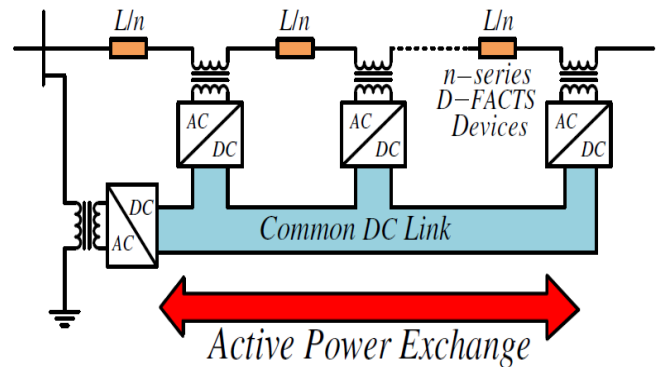 L/n
L/n
L/n
n-series
D-FACTS
Devices
AC
DC
AC
DC
AC
DC
DC
AC
Common DC Link
Active Power Exchange